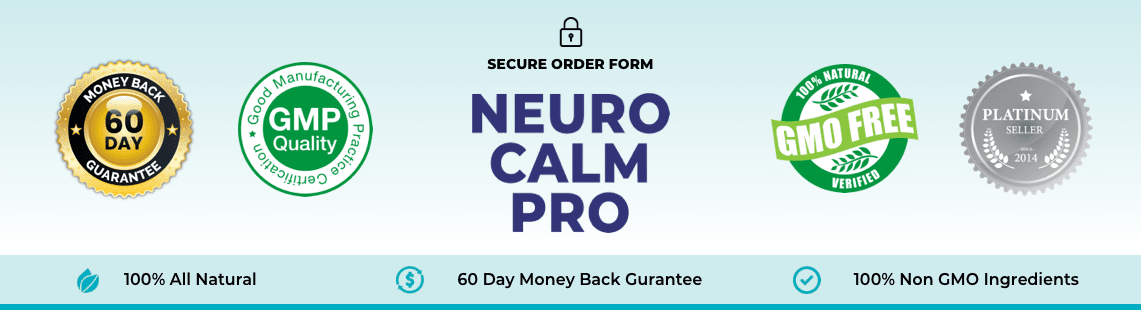 SECURE ORDER FORM
MONEY BACK
60
DAY
GUARANTEE
Good Manufacturing Practice Certification
GMP
Quality
NEURO
CALM
PRO
100% NATURAL
GMO FREE
VERIFIED
PLATINUM
SELLER
SINCE
2014
100% All Natural
60 Day Money Back Gurantee
100% Non GMO Ingredients